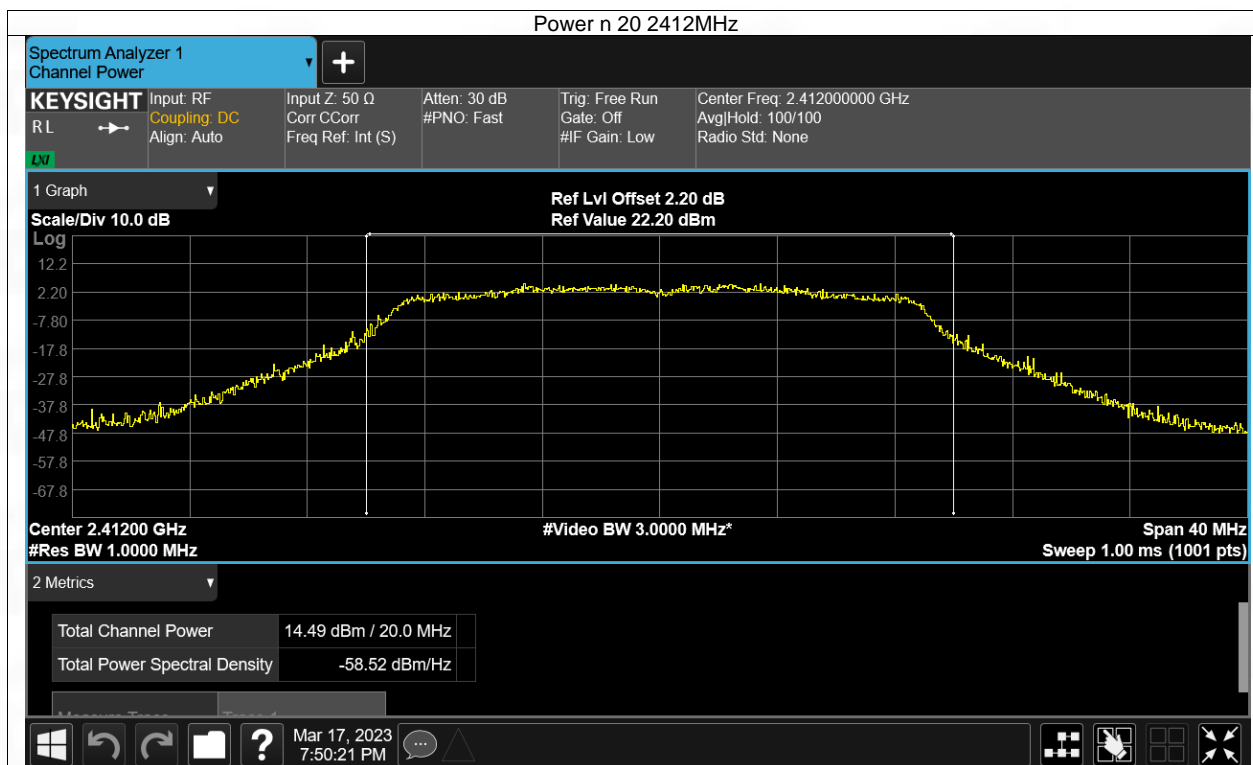 Power n 20 2412MHz
Spectrum Analyzer 1
Channel Power
KEYSIGHT
RL
LXI
Input: RF
Coupling: DC
Align: Auto
Input Z: 50 Ω
Corr CCorr
Freq Ref: Int (S)
Atten: 30 dB
#PNO: Fast
Trig: Free Run
Gate: Off
#IF Gain: Low
Center Freq: 2.412000000 GHz
Avg|Hold: 100/100
Radio Std: None
1 Graph
Scale/Div 10.0 dB
Ref Lvl Offset 2.20 dB
Ref Value 22.20 dBm
Log
12.2
2.20
-7.80
-17.8
-27.8
-37.8
-47.8
-57.8
-67.8
Center 2.41200 GHz
#Video BW 3.0000 MHz*
Span 40 MHz
#Res BW 1.0000 MHz
Sweep 1.00 ms (1001 pts)
2 Metrics
Total Channel Power 14.49 dBm / 20.0 MHz
Total Power Spectral Density -58.52 dBm/Hz
Mar 17, 2023
7:50:21 PM